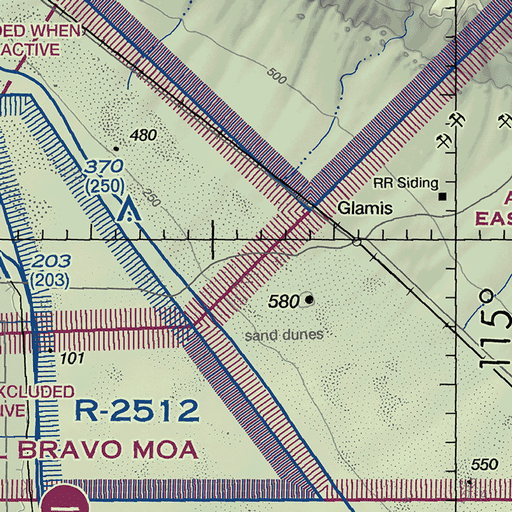 DED WHEN
ACTIVE
500
480
370
(250)
250
RR Siding
Glamis
A
EAS
203
(203)
580
sand dunes
115°
101
EXCLUDED
IVE
R-2512
L BRAVO MOA
550